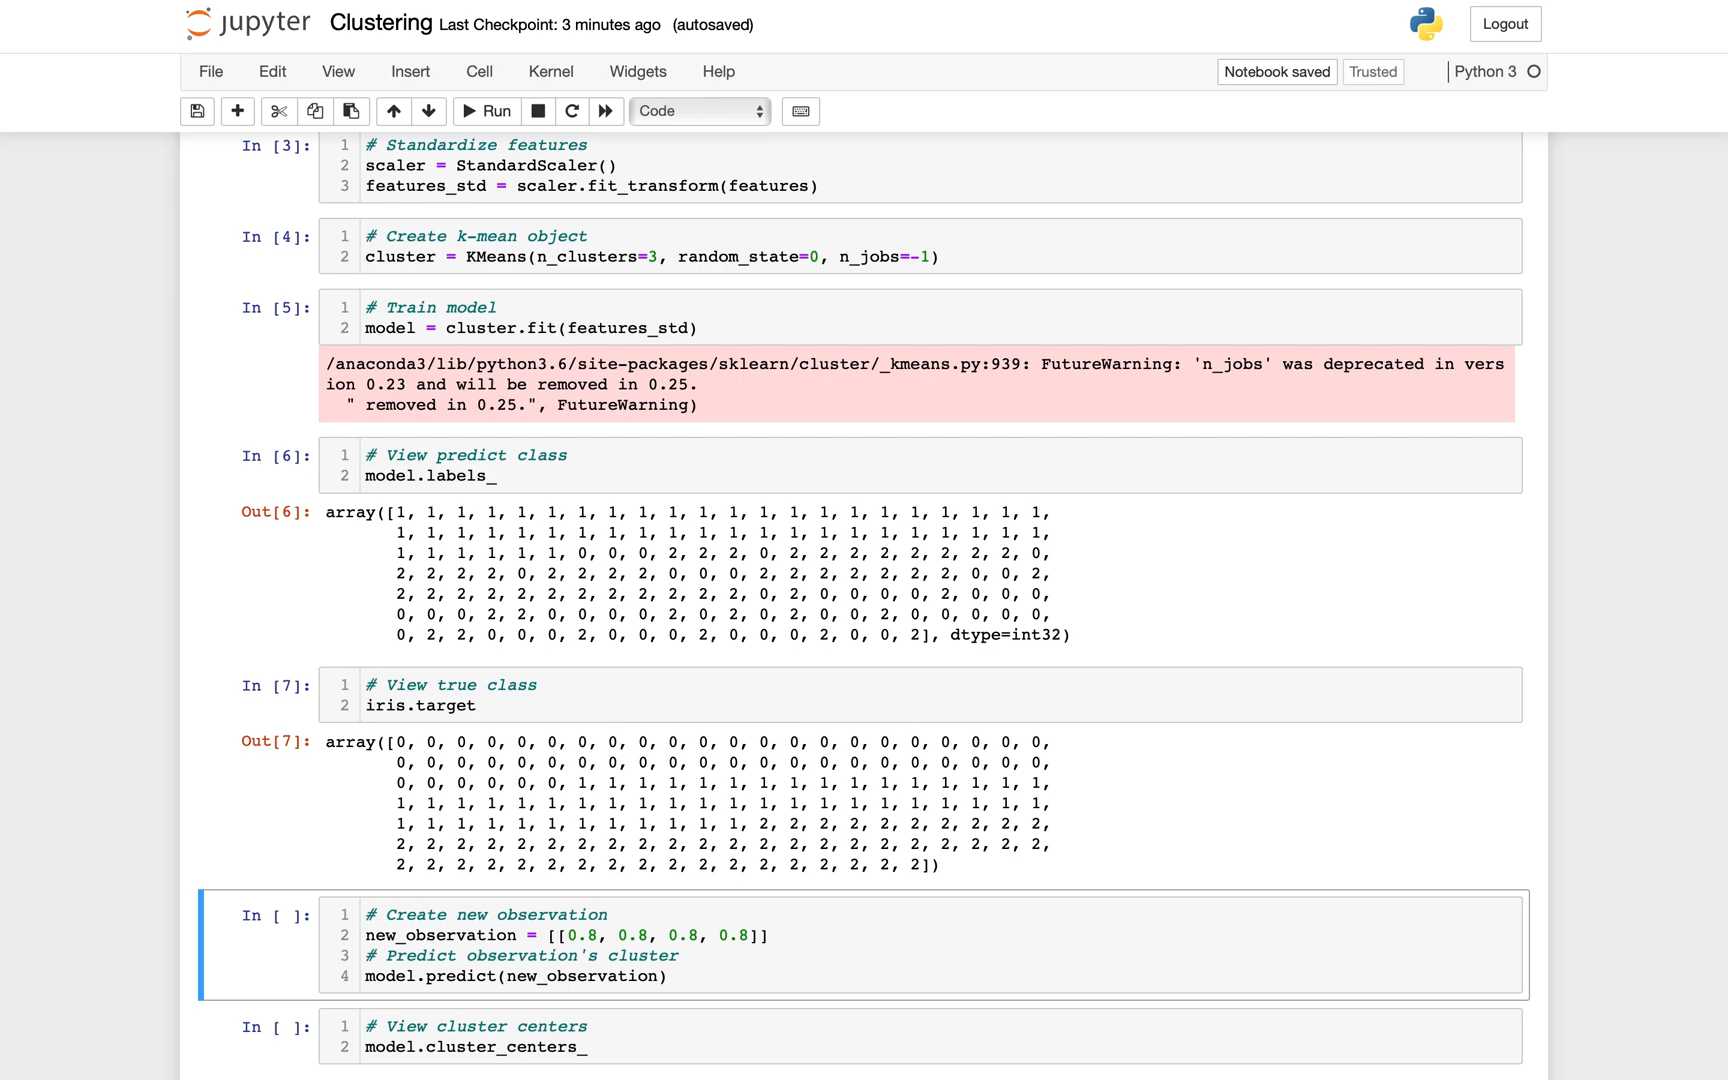 jupyter Clustering Last Checkpoint: 3 minutes ago (autosaved) Logout
File Edit View Insert Cell Kernel Widgets Help Notebook saved Trusted Python 3
Run Code
In [3]: 1 # Standardize features
2 scaler = StandardScaler()
3 features_std = scaler.fit_transform(features)
In [4]: 1 # Create k-mean object
2 cluster = KMeans(n_clusters=3, random_state=0, n_jobs=-1)
In [5]: 1 # Train model
2 model = cluster.fit(features_std)
/anaconda3/lib/python3.6/site-packages/sklearn/cluster/_kmeans.py:939: FutureWarning: 'n_jobs' was deprecated in vers
ion 0.23 and will be removed in 0.25.
" removed in 0.25.", FutureWarning)
In [6]: 1 # View predict class
2 model.labels_
Out[6]: array([1, 1, 1, 1, 1, 1, 1, 1, 1, 1, 1, 1, 1, 1, 1, 1, 1, 1, 1, 1, 1, 1,
1, 1, 1, 1, 1, 1, 1, 1, 1, 1, 1, 1, 1, 1, 1, 1, 1, 1, 1, 1, 1, 1,
1, 1, 1, 1, 1, 1, 0, 0, 0, 2, 2, 2, 0, 2, 2, 2, 2, 2, 2, 2, 2, 0,
2, 2, 2, 2, 0, 2, 2, 2, 2, 0, 0, 0, 2, 2, 2, 2, 2, 2, 2, 0, 0, 2,
2, 2, 2, 2, 2, 2, 2, 2, 2, 2, 2, 2, 0, 2, 0, 0, 0, 0, 2, 0, 0, 0,
0, 0, 0, 2, 2, 0, 0, 0, 0, 2, 0, 2, 0, 2, 0, 0, 2, 0, 0, 0, 0, 0,
0, 2, 2, 0, 0, 0, 2, 0, 0, 0, 2, 0, 0, 0, 2, 0, 0, 2], dtype=int32)
In [7]: 1 # View true class
2 iris.target
Out[7]: array([0, 0, 0, 0, 0, 0, 0, 0, 0, 0, 0, 0, 0, 0, 0, 0, 0, 0, 0, 0, 0, 0,
0, 0, 0, 0, 0, 0, 0, 0, 0, 0, 0, 0, 0, 0, 0, 0, 0, 0, 0, 0, 0, 0,
0, 0, 0, 0, 0, 0, 1, 1, 1, 1, 1, 1, 1, 1, 1, 1, 1, 1, 1, 1, 1, 1,
1, 1, 1, 1, 1, 1, 1, 1, 1, 1, 1, 1, 1, 1, 1, 1, 1, 1, 1, 1, 1, 1,
1, 1, 1, 1, 1, 1, 1, 1, 1, 1, 1, 1, 2, 2, 2, 2, 2, 2, 2, 2, 2, 2,
2, 2, 2, 2, 2, 2, 2, 2, 2, 2, 2, 2, 2, 2, 2, 2, 2, 2, 2, 2, 2, 2,
2, 2, 2, 2, 2, 2, 2, 2, 2, 2, 2, 2, 2, 2, 2, 2, 2, 2])
In [ ]: 1 # Create new observation
2 new_observation = [[0.8, 0.8, 0.8, 0.8]]
3 # Predict observation's cluster
4 model.predict(new_observation)
In [ ]: 1 # View cluster centers
2 model.cluster_centers_